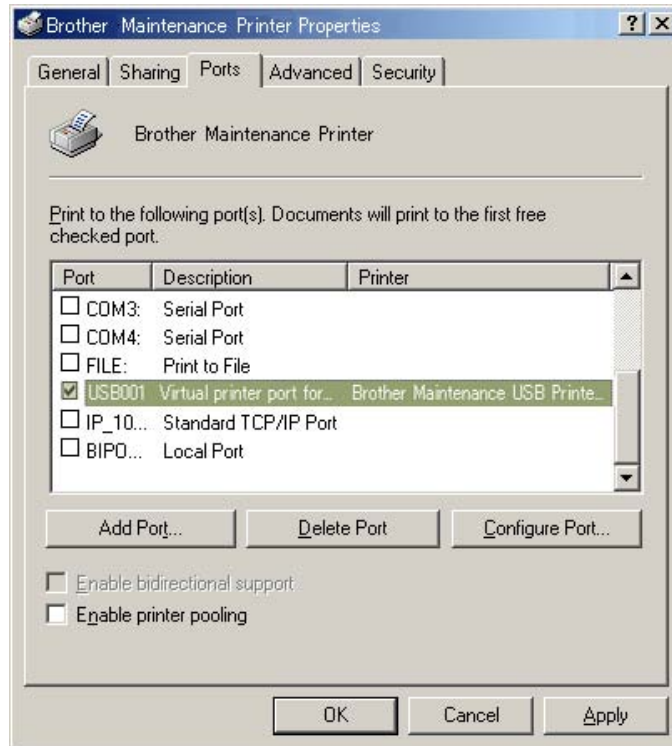 Brother Maintenance Printer Properties
General Sharing Ports Advanced Security
Brother Maintenance Printer
Print to the following port(s). Documents will print to the first free
checked port.
Port Description Printer
COM3: Serial Port
COM4: Serial Port
FILE: Print to File
USB001 Virtual printer port for... Brother Maintenance USB Printe...
IP_10... Standard TCP/IP Port
BIPO... Local Port
Add Port... Delete Port Configure Port...
Enable bidirectional support
Enable printer pooling
OK Cancel Apply